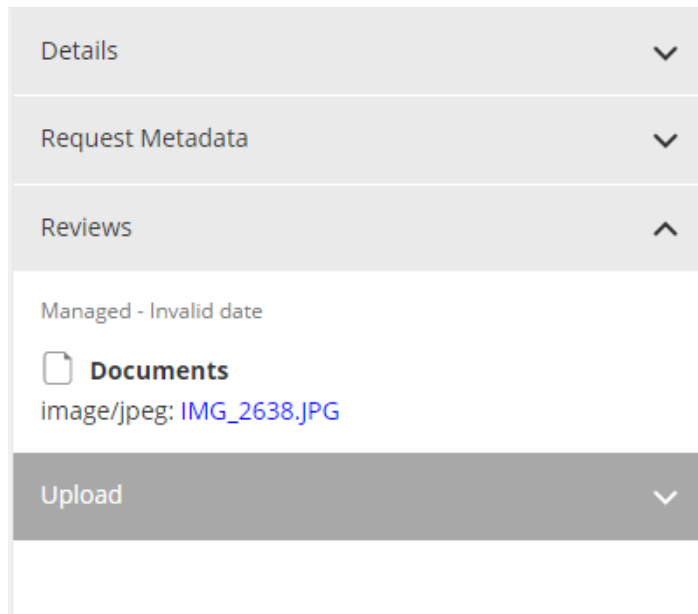 Details
Request Metadata
Reviews
Managed - Invalid date
Documents
image/jpeg: IMG_2638.JPG
Upload